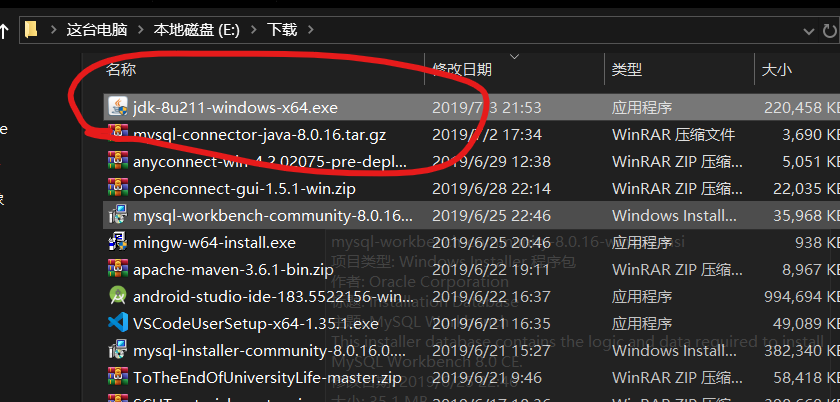 这台电脑 本地磁盘 (E:) 下载
名称 修改日期 类型 大小
jdk-8u211-windows-x64.exe 2019/7/3 21:53 应用程序 220,458 KB
mysql-connector-java-8.0.16.tar.gz 2019/7/2 17:34 WinRAR 压缩文件 3,690 KB
anyconnect-win-4.2.02075-pre-depl... 2019/6/29 12:38 WinRAR ZIP 压缩... 5,051 KB
openconnect-gui-1.5.1-win.zip 2019/6/28 22:14 WinRAR ZIP 压缩... 22,035 KB
mysql-workbench-community-8.0.16... 2019/6/25 22:46 Windows Install... 35,968 KB
mingw-w64-install.exe 2019/6/25 20:46 应用程序 938 KB
mysql-workbench-community-8.0.16-
项目类型: Windows Installer 程序包
apache-maven-3.6.1-bin.zip 2019/6/22 19:11 WinRAR ZIP 压缩... 8,967 KB
作者: Oracle Corporation
android-studio-ide-183.5522156-win... 2019/6/22 16:37 应用程序 994,694 KB
Installation Database
VSCodeUserSetup-x64-1.35.1.exe 2019/6/21 16:35 应用程序 49,089 KB
This installer database contains the logic and data required to install
mysql-installer-community-8.0.16.0.... 2019/6/21 15:27 Windows Install... 382,340 KB
MySQL Workbench 8.0 CE.
ToTheEndOfUniversityLife-master.zip 2019/6/21 9:46 WinRAR ZIP 压缩... 58,418 KB
大小: 35.1 MB